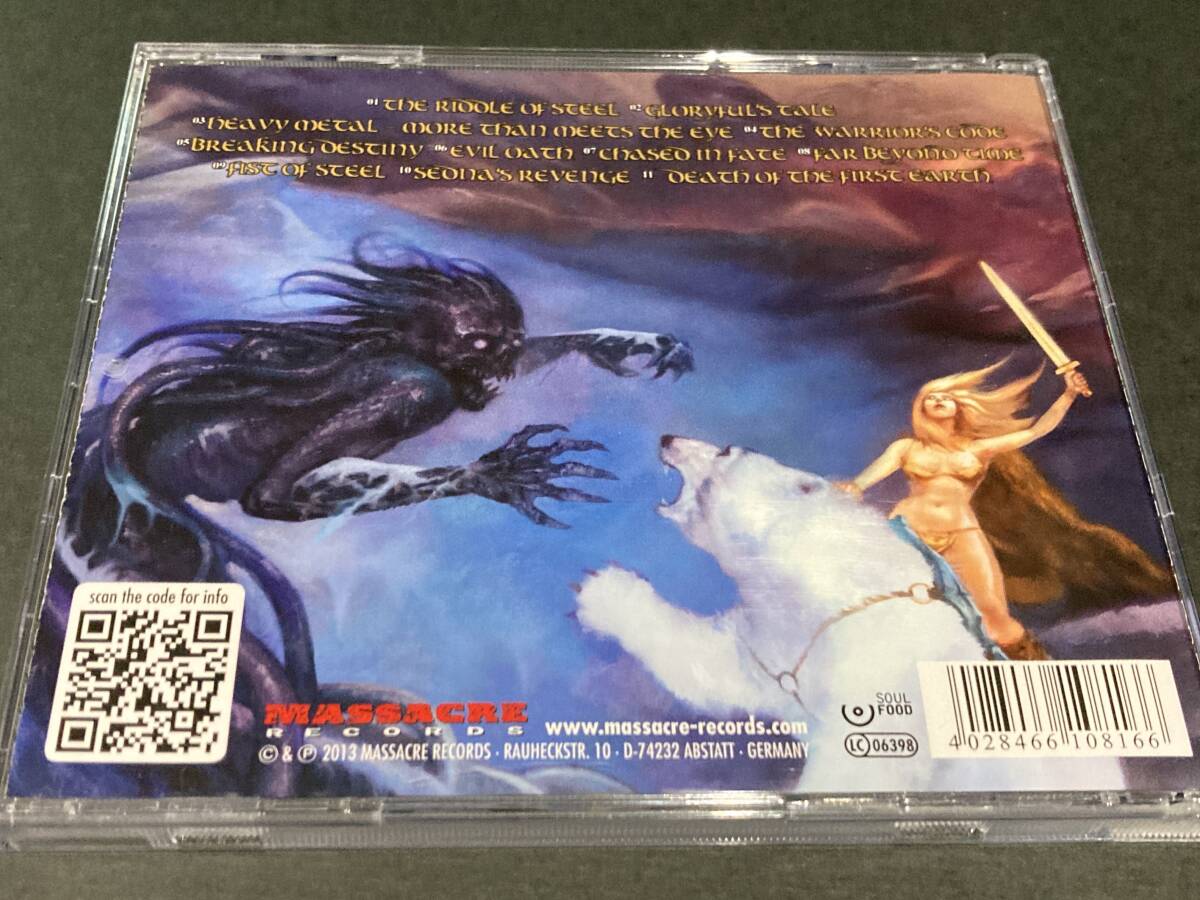 01 THE RIDDLE OF STEEL 02 GLORYFUL'S TALE
03 HEAVY METAL - MORE THAN MEETS THE EYE 04 THE WARRIOR'S CODE
05 BREAKING DESTINY 06 EVIL OATH 07 CHASED IN FATE 08 FAR BEYOND TIME
09 FIST OF STEEL 10 SEDNA'S REVENGE 11 DEATH OF THE FIRST EARTH
scan the code for info
MASSACRE
RECORDS
www.massacre-records.com
© & ℗ 2013 MASSACRE RECORDS · RAUHECKSTR. 10 · D-74232 ABSTATT · GERMANY
SOUL
FOOD
LC 06398
4 028466 108166